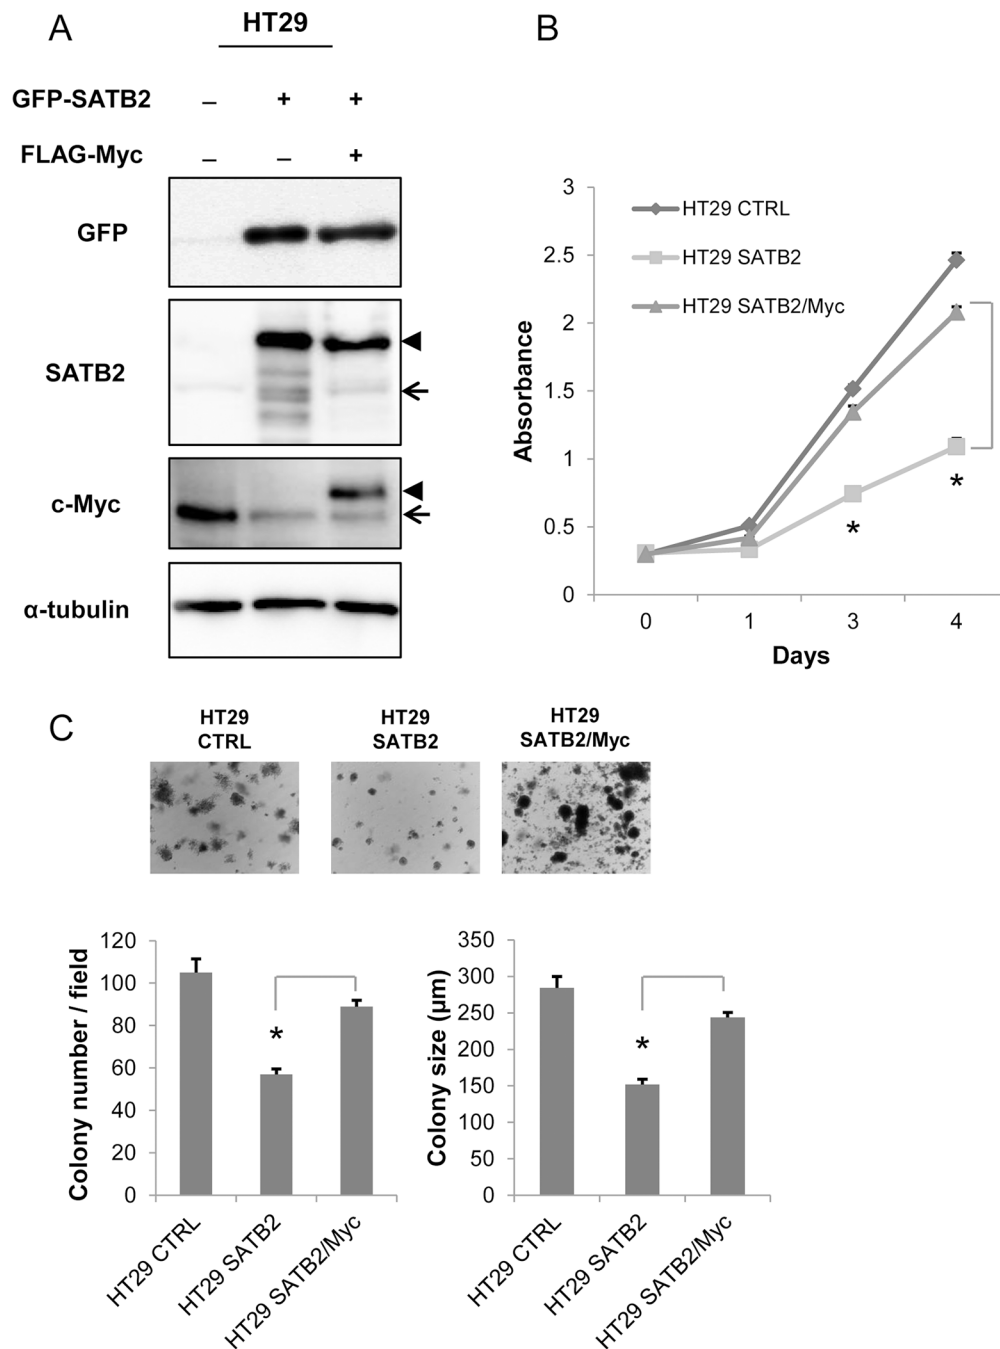 A
HT29
GFP-SATB2 – + +
FLAG-Myc – – +
GFP
SATB2
c-Myc
α-tubulin
B
3
2.5
2
1.5
1
0.5
0
Absorbance
HT29 CTRL
HT29 SATB2
HT29 SATB2/Myc
*
*
0 1 3 4
Days
C
HT29
CTRL
HT29
SATB2
HT29
SATB2/Myc
Colony number / field
120
100
80
60
40
20
0
*
HT29 CTRL
HT29 SATB2
HT29 SATB2/Myc
Colony size (µm)
350
300
250
200
150
100
50
0
*
HT29 CTRL
HT29 SATB2
HT29 SATB2/Myc